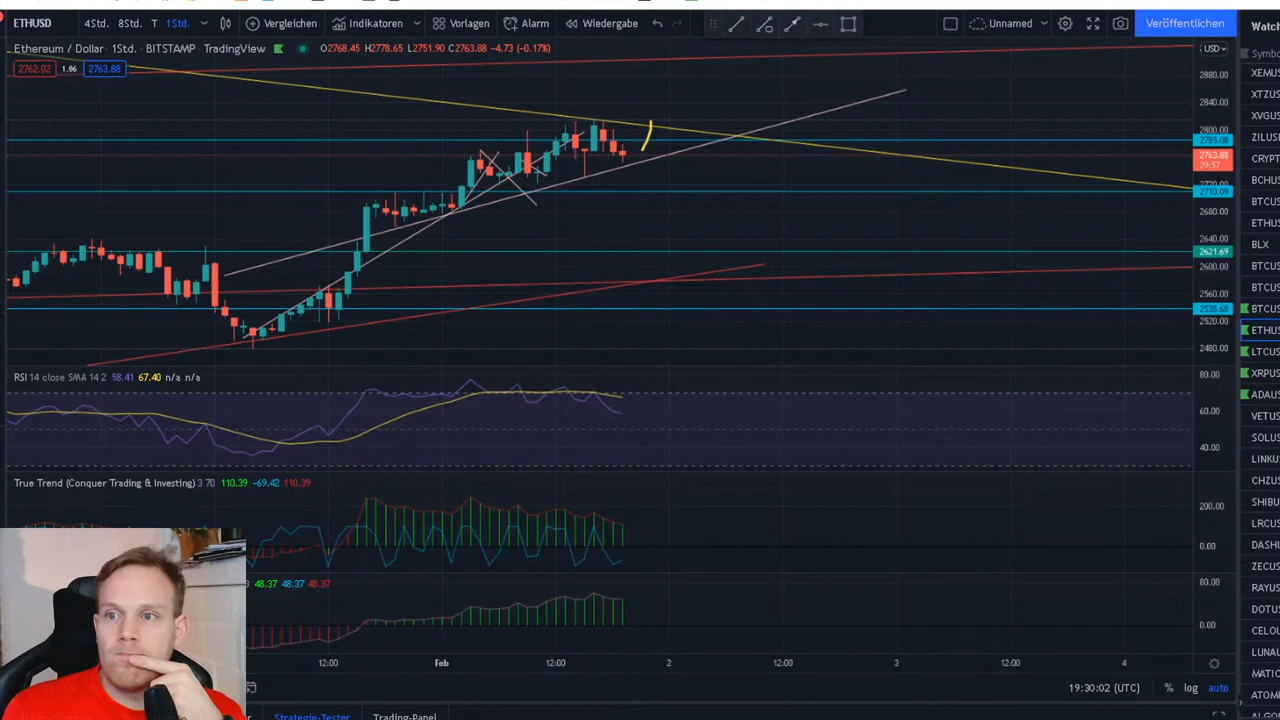 ETHUSD 4Std. 8Std. T 1Std. Vergleichen Indikatoren Vorlagen Alarm Wiedergabe Unnamed Veröffentlichen Watch
Ethereum / Dollar · 1Std. · BITSTAMP · TradingView O2768.45 H2778.65 L2751.90 C2763.88 -4.73 (-0.17%) USD
2762.02 1.86 2763.88
2880.00
2840.00
2800.00
2785.08
2763.88
29:57
2720.00
2710.09
2680.00
2640.00
2621.69
2600.00
2560.00
2538.68
2520.00
2480.00
RSI 14 close SMA 14 2 58.41 67.40 n/a n/a 80.00
60.00
40.00
True Trend (Conquer Trading & Investing) 3 70 110.39 -69.42 110.39
200.00
0.00
48.37 48.37 48.37 80.00
0.00
12:00 Feb 12:00 2 12:00 3 12:00 4
19:30:02 (UTC) % log auto
Strategie-Tester Trading-Panel
Symbo
XEMUS
XTZUS
XVGUS
ZILUS
CRYPT
BCHUS
BTCUS
ETHUS
BLX
BTCUS
BTCUS
BTCUS
ETHUS
LTCUS
XRPUS
ADAUS
VETUS
SOLUS
LINKU
CHZUS
UNIUS
LRCUS
DASHU
ZECUS
RAYUS
DOTUS
CELOU
LUNAU
MATIC
ATOM